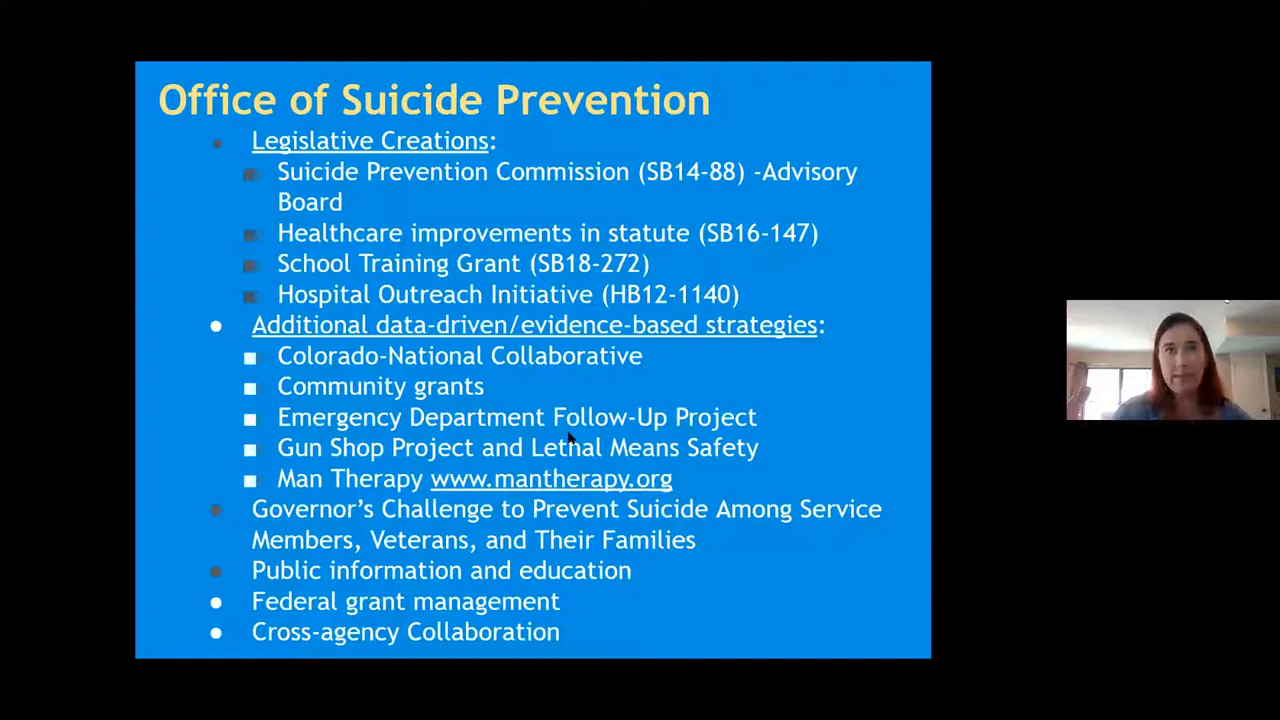 Office of Suicide Prevention
Legislative Creations:
Suicide Prevention Commission (SB14-88) -Advisory
Board
Healthcare improvements in statute (SB16-147)
School Training Grant (SB18-272)
Hospital Outreach Initiative (HB12-1140)
Additional data-driven/evidence-based strategies:
Colorado-National Collaborative
Community grants
Emergency Department Follow-Up Project
Gun Shop Project and Lethal Means Safety
Man Therapy www.mantherapy.org
Governor's Challenge to Prevent Suicide Among Service
Members, Veterans, and Their Families
Public information and education
Federal grant management
Cross-agency Collaboration